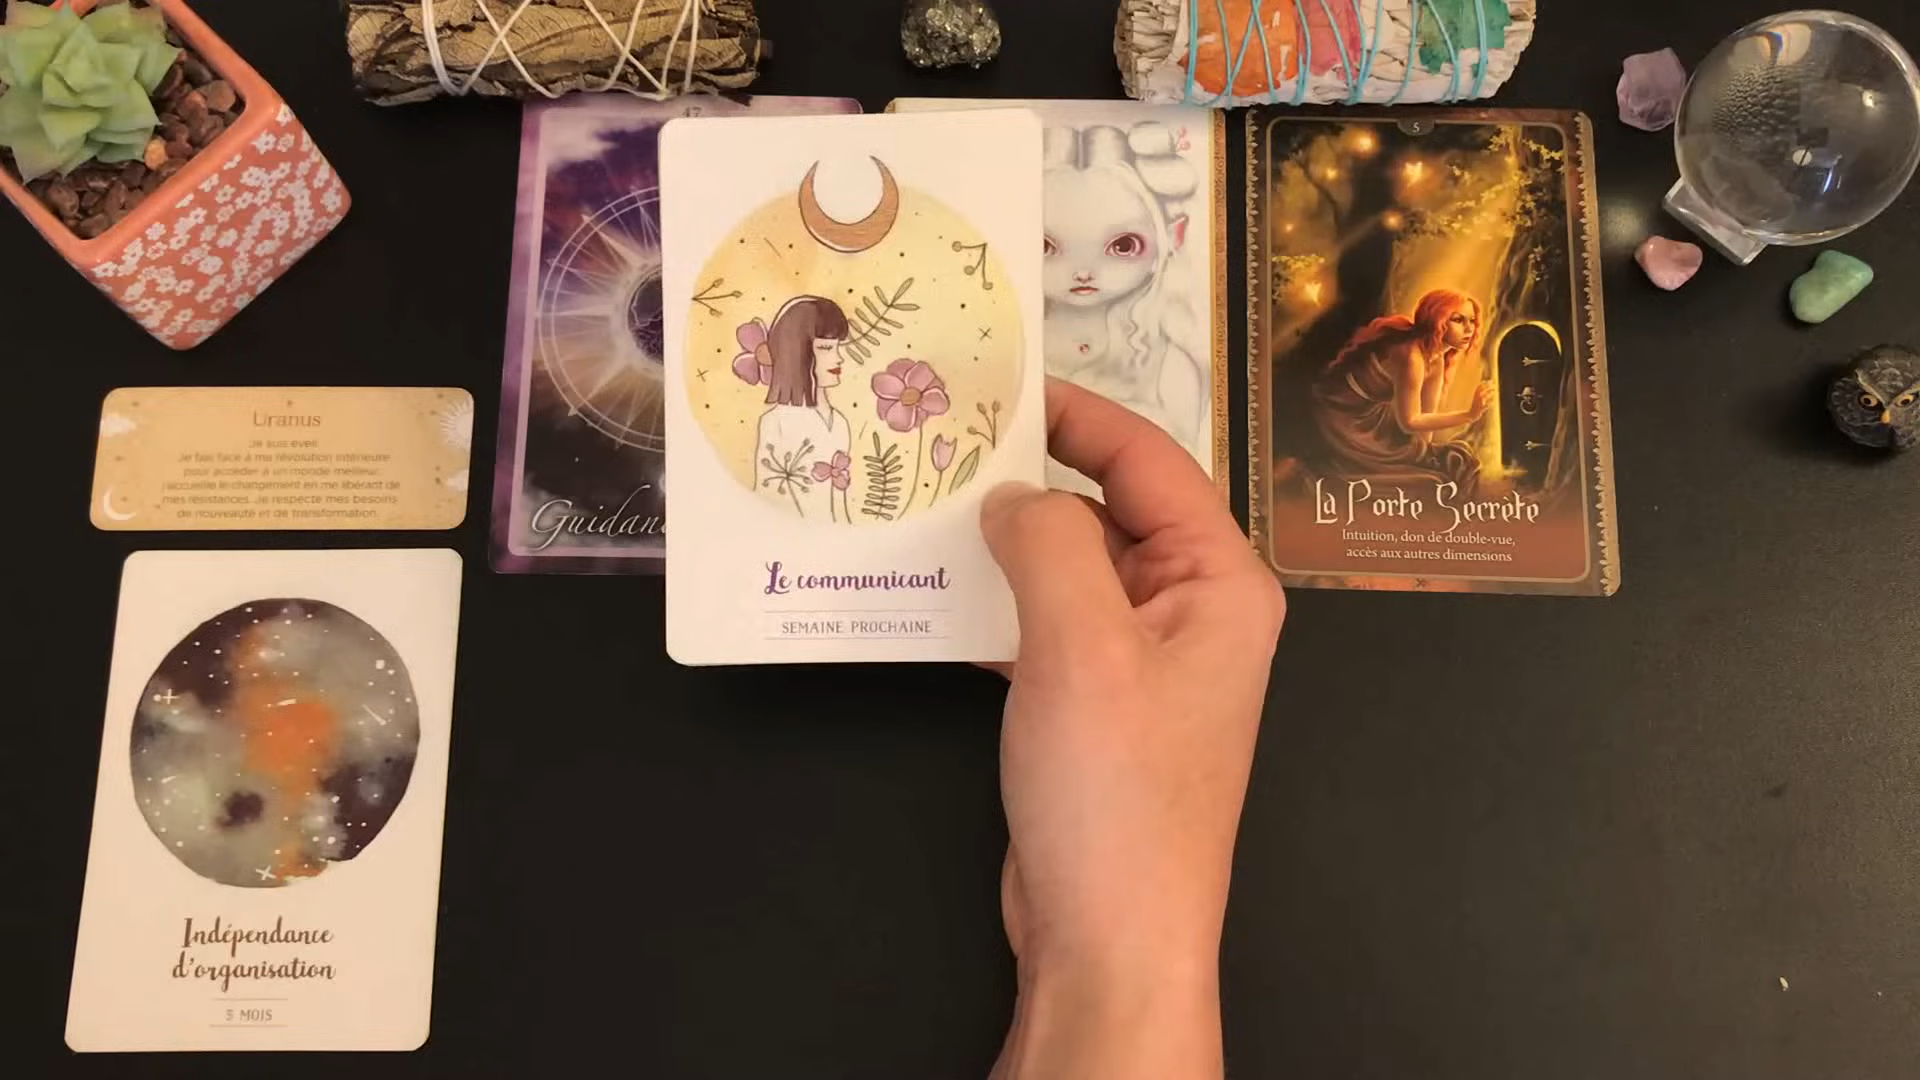 47
Guidan
Le communicant
SEMAINE PROCHAINE
5
La Porte Secrète
Intuition, don de double-vue,
accès aux autres dimensions
Uranus
Je suis éveil.
Je fais face à ma révolution intérieure
pour accéder à un monde meilleur.
J'accueille le changement en me libérant de
mes résistances. Je respecte mes besoins
de nouveauté et de transformation.
Indépendance
d'organisation
5 MOIS